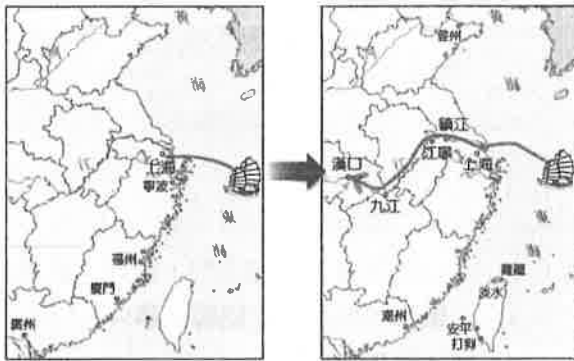 上海
寧波
福州
廈門
廣州
登州
鎮江
江寧
上海
漢口
九江
雞籠
淡水
潮州
安平
打狗